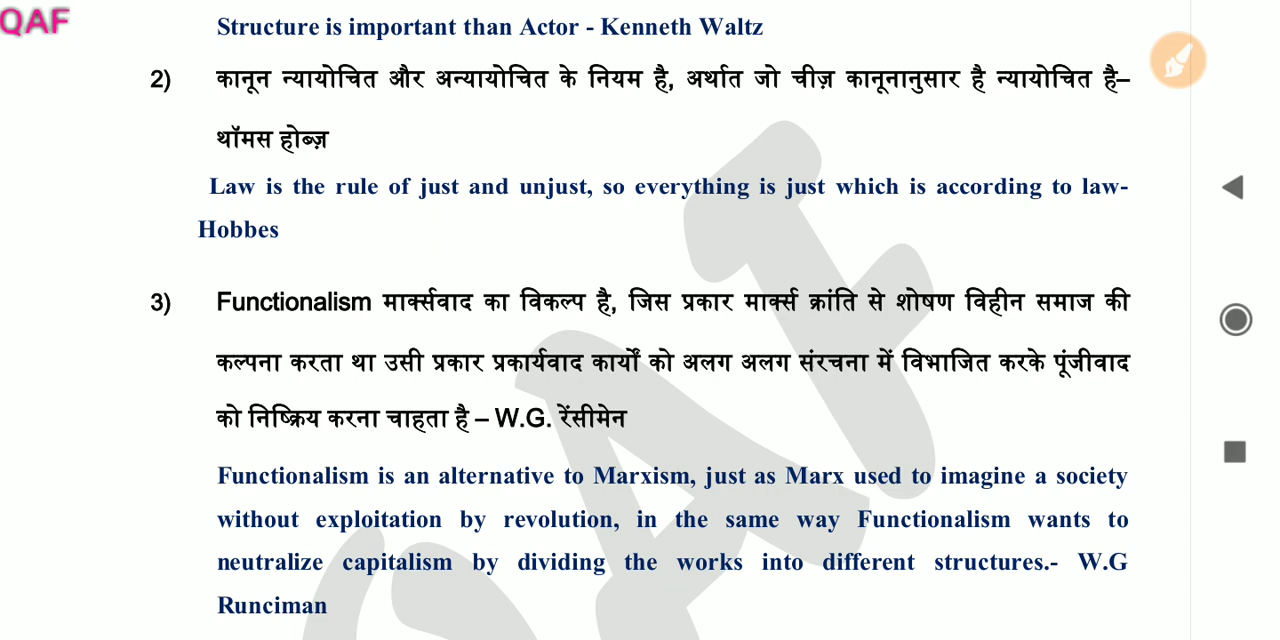 QAF
Structure is important than Actor - Kenneth Waltz
2) कानून न्यायोचित और अन्यायोचित के नियम है, अर्थात जो चीज़ कानूनानुसार है न्यायोचित है–
थॉमस होब्ज़
Law is the rule of just and unjust, so everything is just which is according to law-
Hobbes
3) Functionalism मार्क्सवाद का विकल्प है, जिस प्रकार मार्क्स क्रांति से शोषण विहीन समाज की
कल्पना करता था उसी प्रकार प्रकार्यवाद कार्यों को अलग अलग संरचना में विभाजित करके पूंजीवाद
को निष्क्रिय करना चाहता है – W.G. रेंसीमेन
Functionalism is an alternative to Marxism, just as Marx used to imagine a society
without exploitation by revolution, in the same way Functionalism wants to
neutralize capitalism by dividing the works into different structures.- W.G
Runciman
QAF